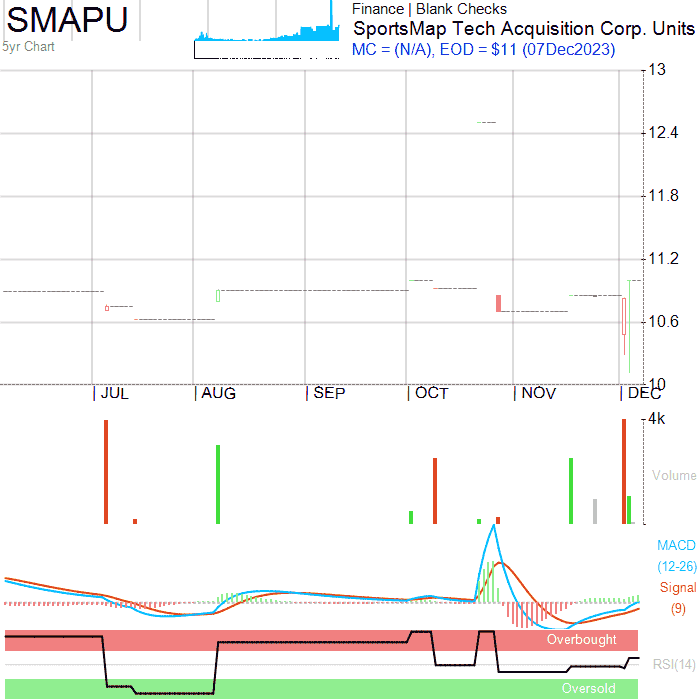 SMAPU
5yr Chart
Finance | Blank Checks
SportsMap Tech Acquisition Corp. Units
MC = (N/A), EOD = $11 (07Dec2023)
13
12.4
11.8
11.2
10.6
10
JUL AUG SEP OCT NOV DEC
4k
Volume
MACD
(12-26)
Signal
(9)
Overbought
RSI(14)
Oversold